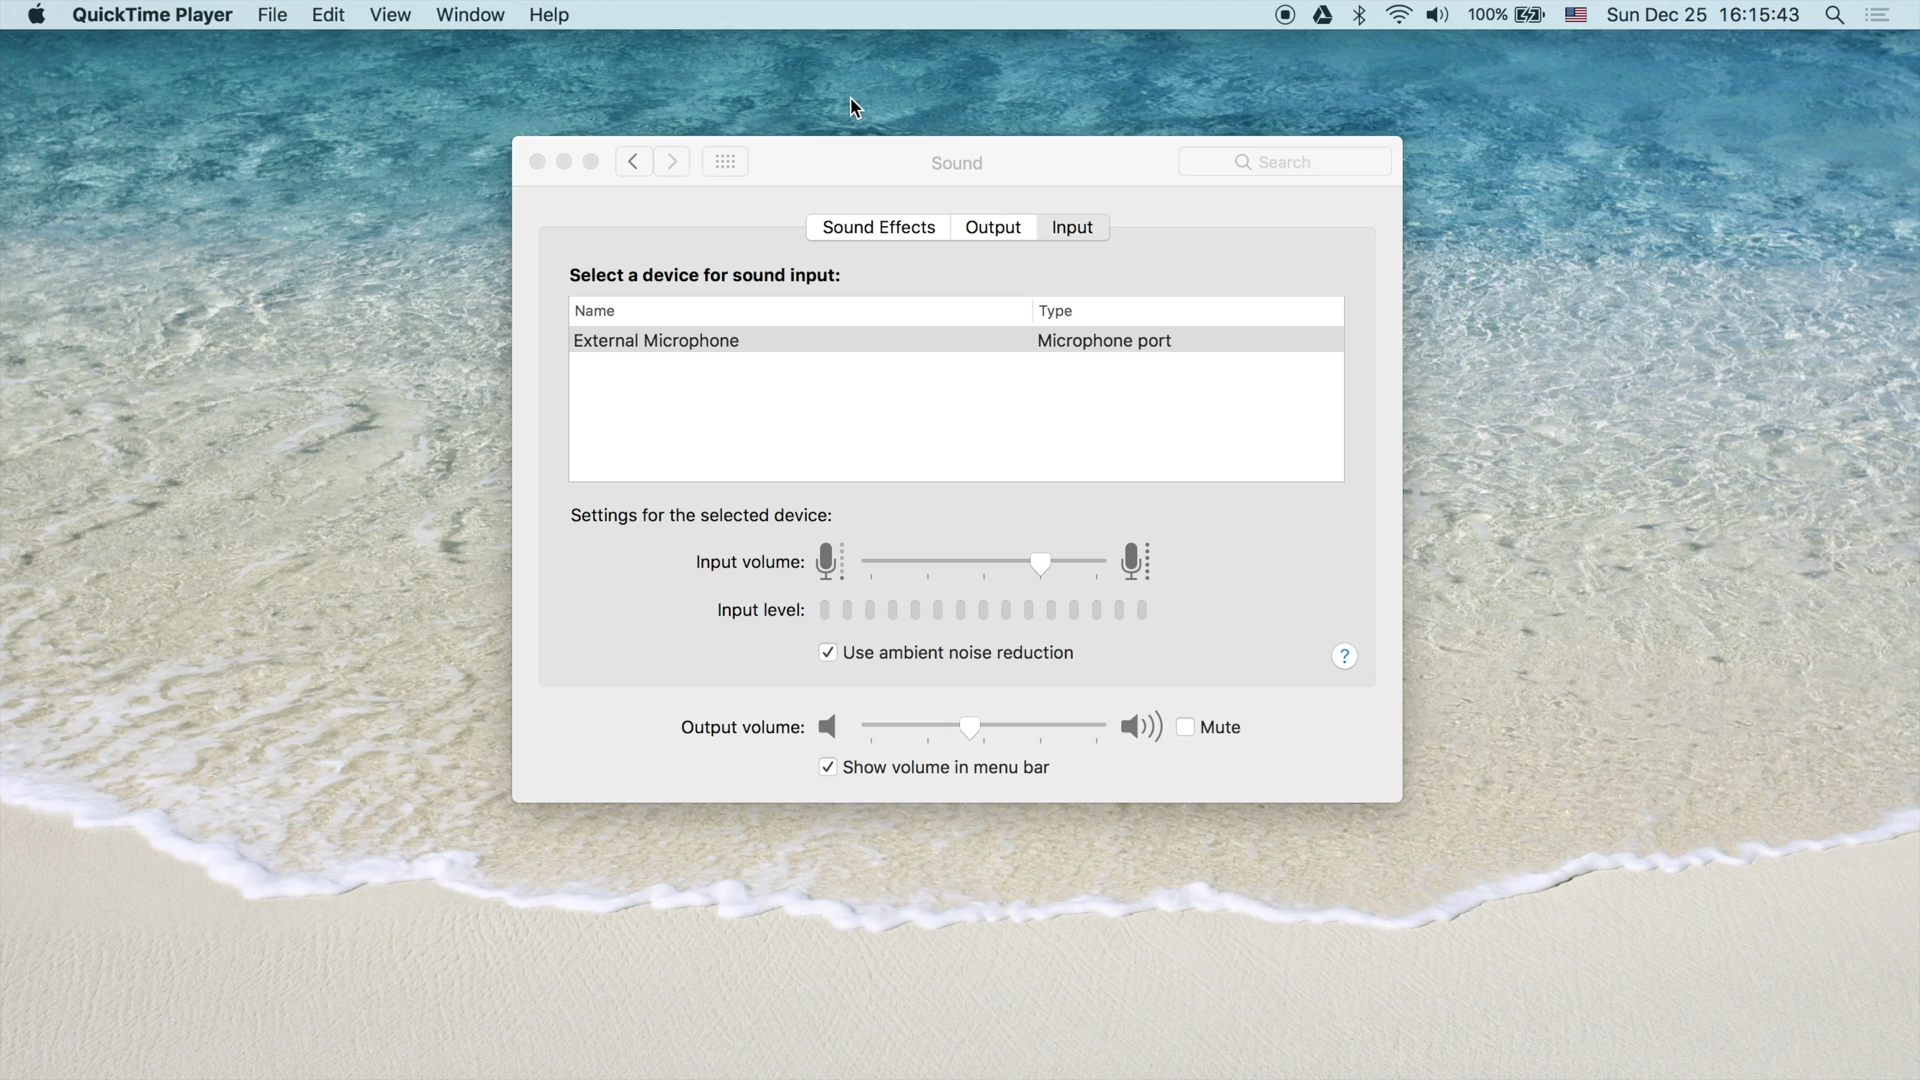 QuickTime Player File Edit View Window Help 100% Sun Dec 25 16:15:43
Sound
Search
Sound Effects Output Input
Select a device for sound input:
Name Type
External Microphone Microphone port
Settings for the selected device:
Input volume:
Input level:
Use ambient noise reduction
?
Output volume: Mute
Show volume in menu bar